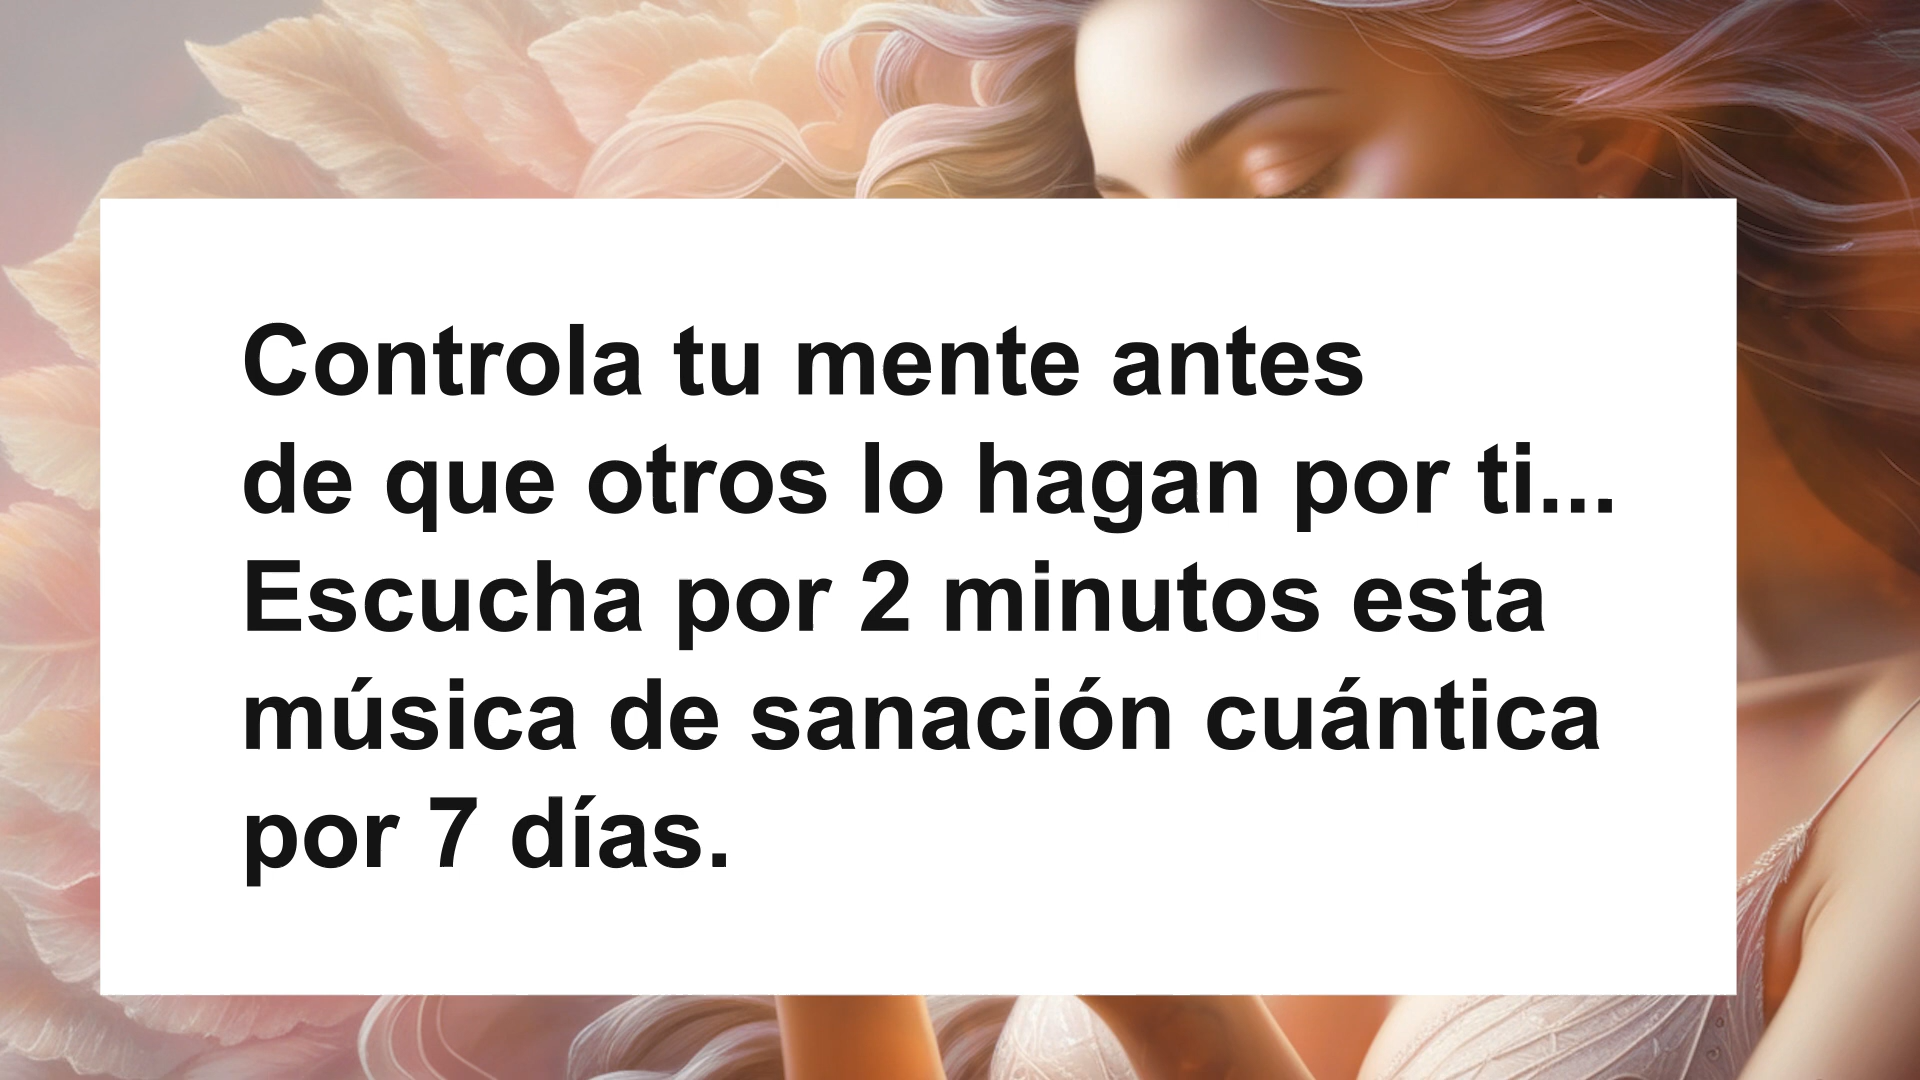 Controla tu mente antes
de que otros lo hagan por ti...
Escucha por 2 minutos esta
música de sanación cuántica
por 7 días.